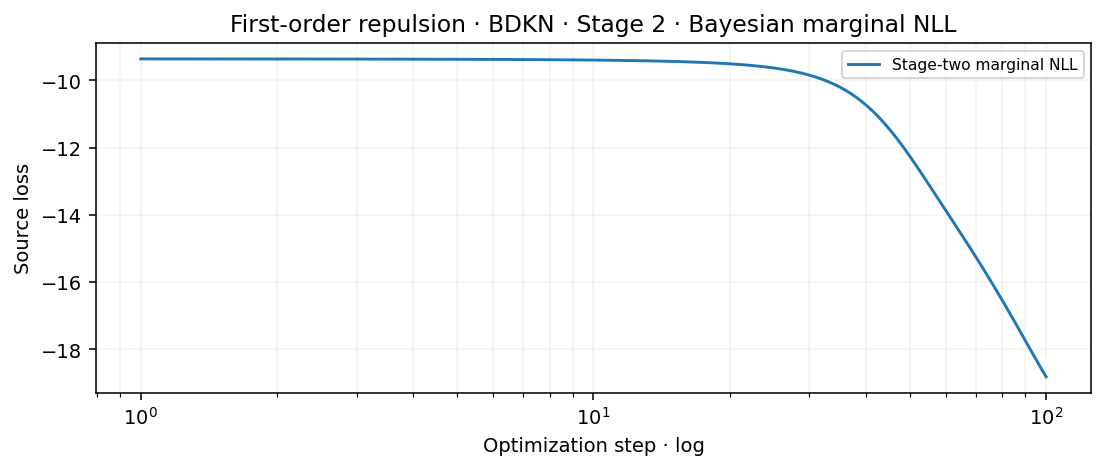 First-order repulsion · BDKN · Stage 2 · Bayesian marginal NLL
Stage-two marginal NLL
Source loss
−10
−12
−14
−16
−18
10⁰
10¹
10²
Optimization step · log